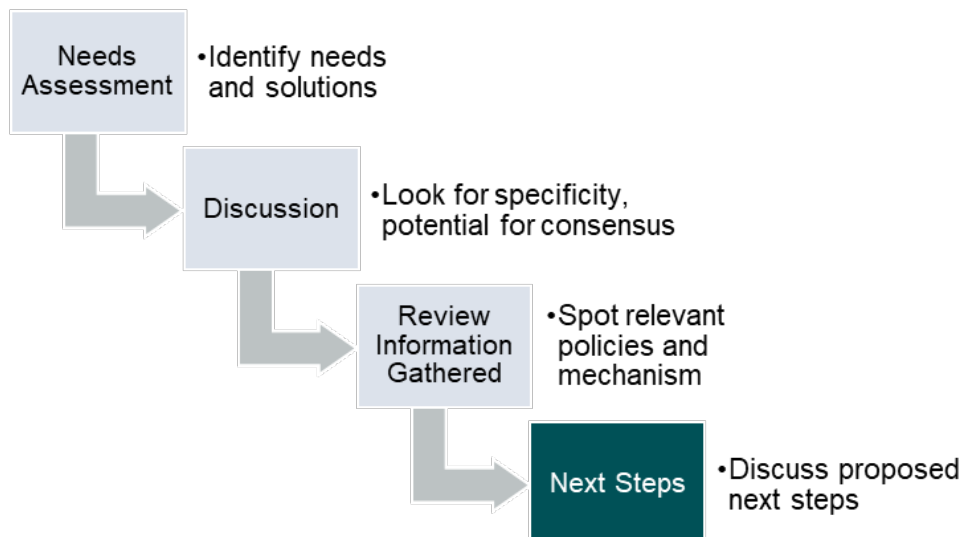 Needs
Assessment
•Identify needs
and solutions
Discussion
•Look for specificity,
potential for consensus
Review
Information
Gathered
•Spot relevant
policies and
mechanism
Next Steps
•Discuss proposed
next steps